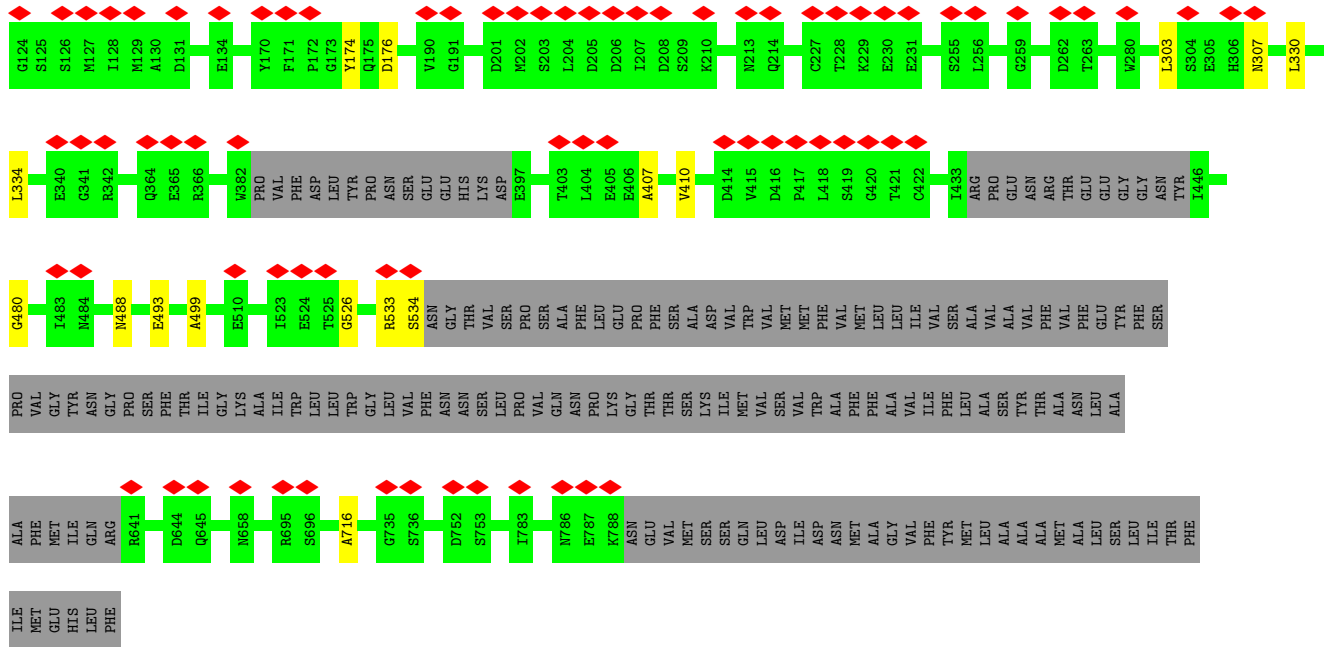 G124 S125 S126 M127 I128 M129 A130 D131 E134 Y170 F171 P172 G173 Y174 Q175 D176 V190 G191 D201 M202 S203 L204 D205 D206 I207 D208 S209 K210 N213 Q214 C227 T228 K229 E230 E231 S255 L256 G259 D262 T263 W280 L303 S304 E305 H306 N307 L330
L334 E340 G341 R342 Q364 E365 R366 W382 PRO VAL PHE ASP LEU TYR PRO ASN SER GLU GLU HIS LYS ASP E397 T403 L404 E405 E406 A407 V410 D414 V415 D416 P417 L418 S419 G420 T421 C422 I433 ARG PRO GLU ASN ARG THR GLU GLU GLY GLY ASN TYR I446
G480 I483 N484 N488 E493 A499 E510 I523 E524 T525 G526 R533 S534 ASN GLY THR VAL SER PRO SER ALA PHE LEU GLU PRO PHE SER ALA ASP VAL TRP VAL MET MET PHE VAL MET LEU LEU ILE VAL SER ALA VAL ALA VAL PHE VAL PHE GLU TYR PHE SER
PRO VAL GLY TYR ASN GLY PRO SER PHE THR ILE GLY LYS ALA ILE TRP LEU LEU TRP GLY LEU VAL PHE ASN ASN SER LEU PRO VAL GLN ASN PRO LYS GLY THR THR SER LYS ILE MET VAL SER VAL TRP ALA PHE PHE ALA VAL ILE PHE LEU ALA SER TYR THR ALA ASN LEU ALA
ALA PHE MET ILE GLN ARG R641 D644 Q645 N658 R695 S696 A716 G735 S736 D752 S753 I783 N786 E787 K788 ASN GLU VAL MET SER SER GLN LEU ASP ILE ASP ASN MET ALA GLY VAL PHE TYR MET LEU ALA ALA ALA MET ALA LEU SER LEU ILE THR PHE
ILE MET GLU HIS LEU PHE